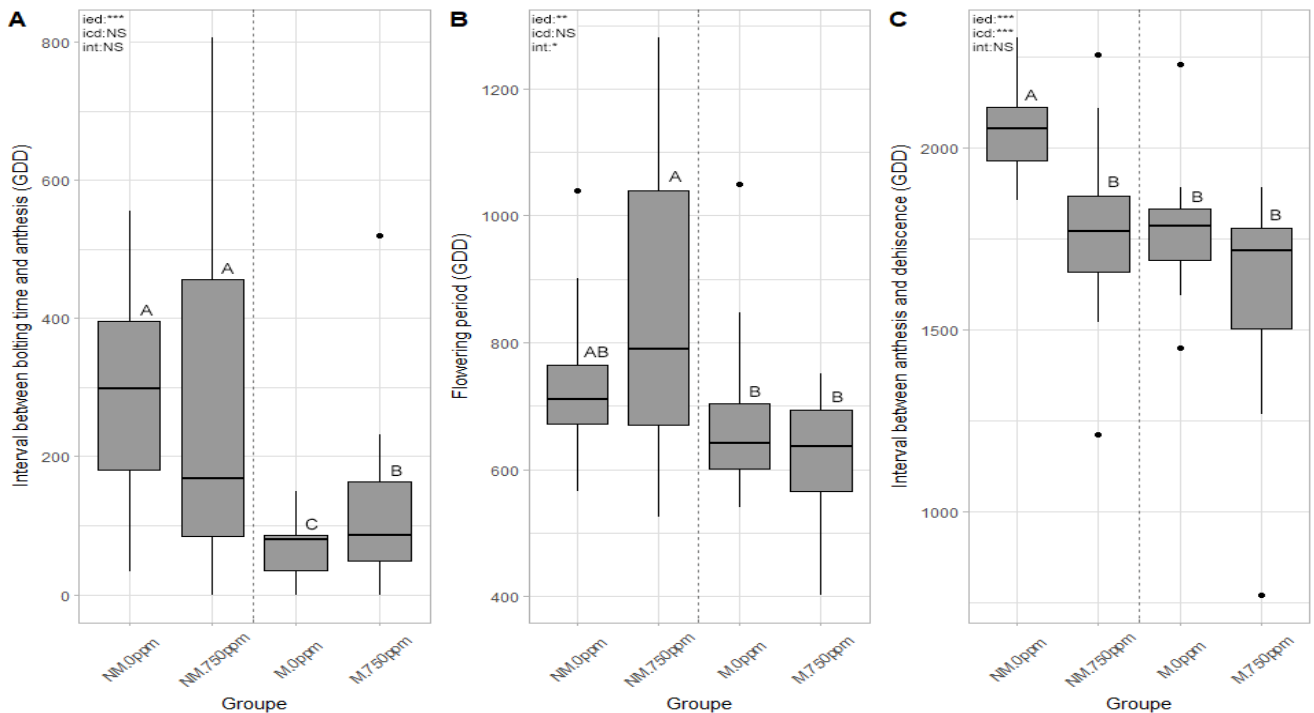 A
ied:***
icd:NS
int:NS
Interval between bolting time and anthesis (GDD)
800
600
400
200
0
A
A
C
B
NM.0ppm
NM.750ppm
M.0ppm
M.750ppm
Groupe
B
ied:**
icd:NS
int:*
Flowering period (GDD)
1200
1000
800
600
400
AB
A
B
B
NM.0ppm
NM.750ppm
M.0ppm
M.750ppm
Groupe
C
ied:***
icd:***
int:NS
Interval between anthesis and dehiscence (GDD)
2000
1500
1000
A
B
B
B
NM.0ppm
NM.750ppm
M.0ppm
M.750ppm
Groupe